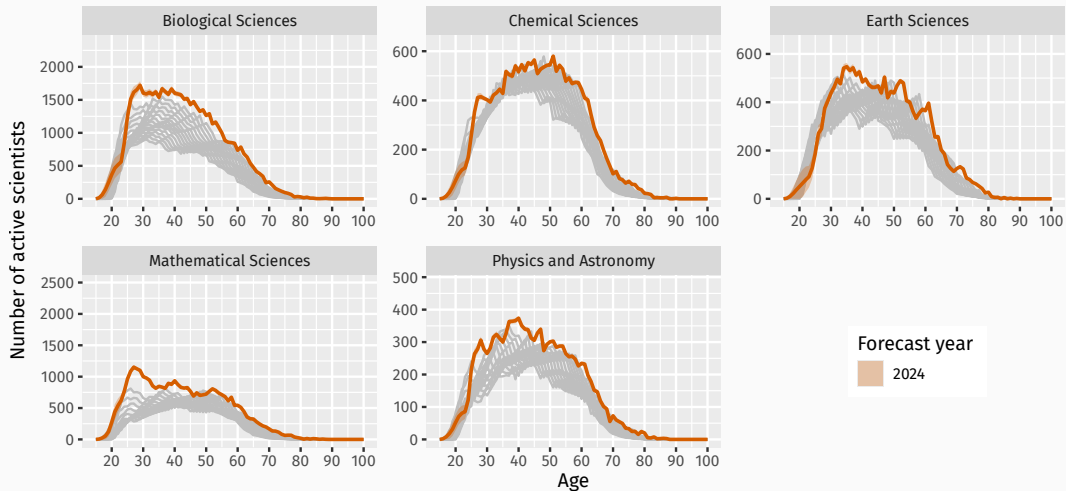 Biological Sciences
Chemical Sciences
Earth Sciences
2000
1500
1000
500
0
600
400
200
0
600
400
200
0
20 30 40 50 60 70 80 90 100
20 30 40 50 60 70 80 90 100
20 30 40 50 60 70 80 90 100
Mathematical Sciences
Physics and Astronomy
2500
2000
1500
1000
500
0
500
400
300
200
100
0
20 30 40 50 60 70 80 90 100
20 30 40 50 60 70 80 90 100
Number of active scientists
Age
Forecast year
2024